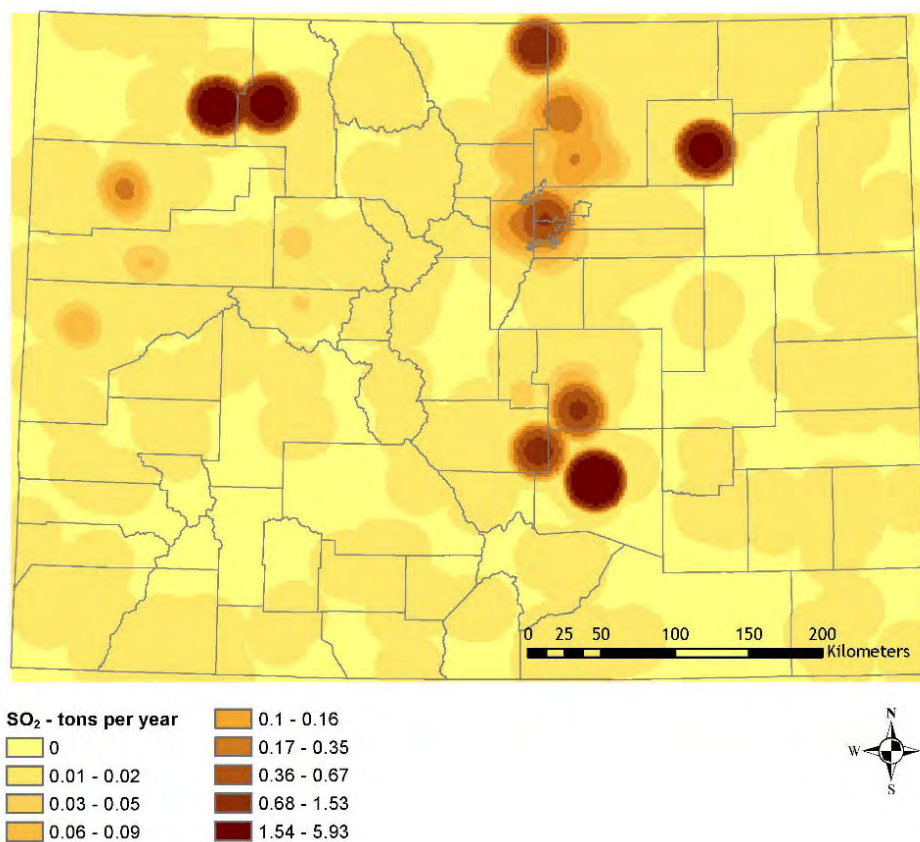 0 25 50 100 150 200
Kilometers
SO₂ - tons per year
0
0.01 - 0.02
0.03 - 0.05
0.06 - 0.09
0.1 - 0.16
0.17 - 0.35
0.36 - 0.67
0.68 - 1.53
1.54 - 5.93
N
W E
S